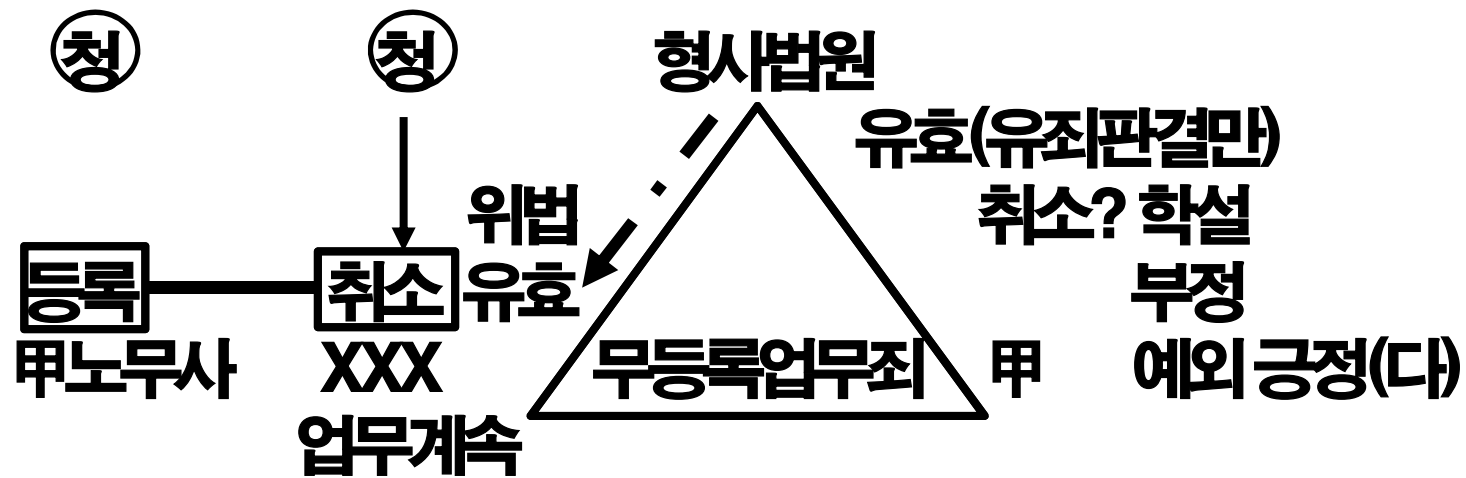 청
청
형사법원
유효(유죄판결만)
취소? 학설
위법
유효
부정
등록
취소
甲노무사
XXX
무등록업무죄
甲
예외 긍정(다)
업무계속